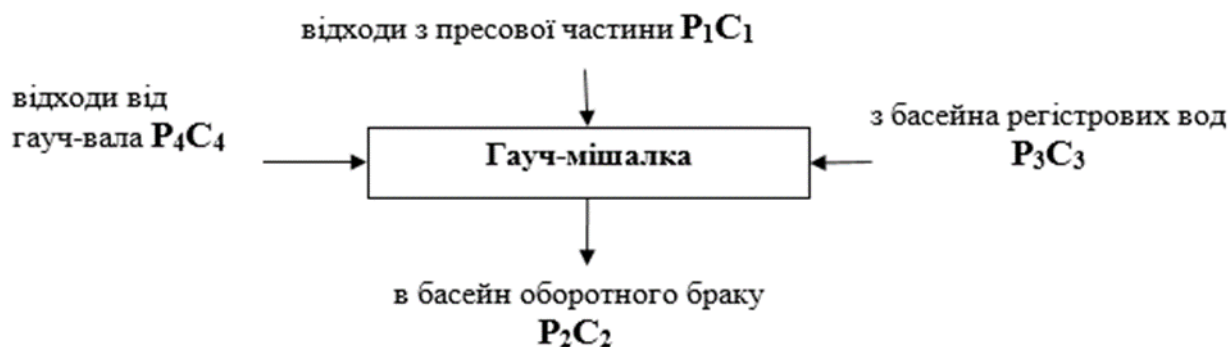 відходи з пресової частини P₁C₁
відходи від
гауч-вала P₄C₄
Гауч-мішалка
з басейна регістрових вод
P₃C₃
в басейн оборотного браку
P₂C₂